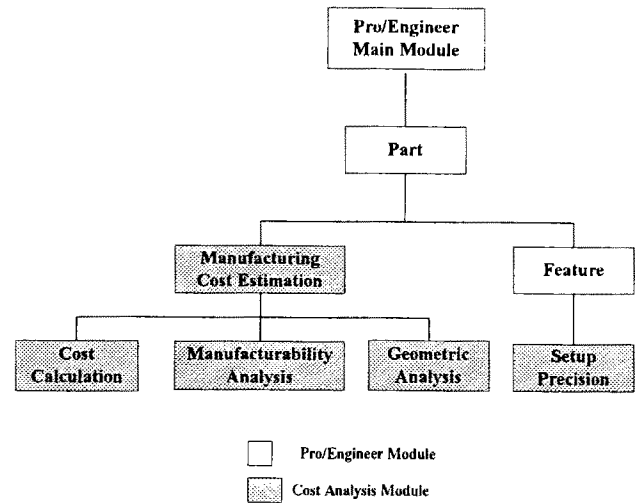 Pro/Engineer
Main Module
Part
Manufacturing
Cost Estimation
Feature
Cost
Calculation
Manufacturability
Analysis
Geometric
Analysis
Setup
Precision
Pro/Engineer Module
Cost Analysis Module